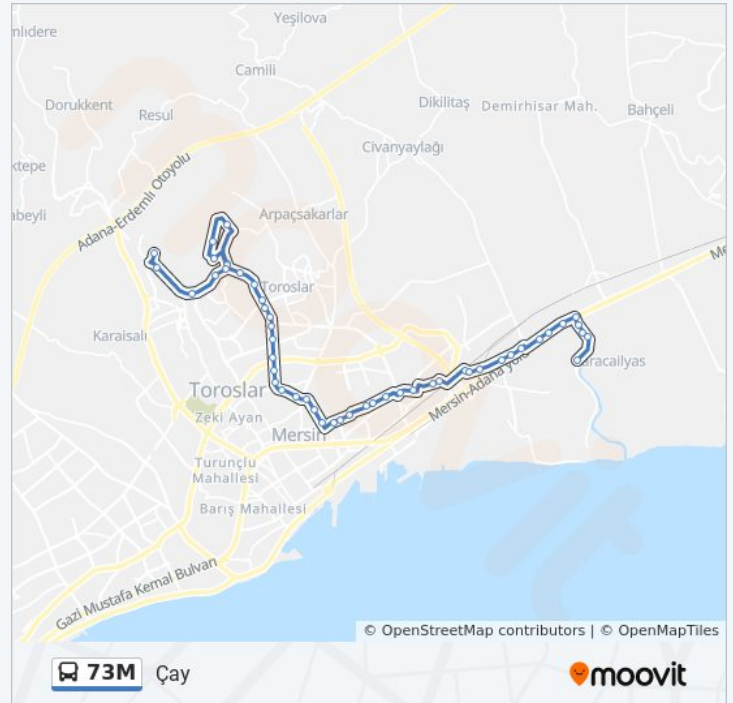 Yeşilova
mlıdere
Camili
Dorukkent
Resul
Dikilitaş
Demirhisar Mah.
Bahçeli
Civanyaylağı
ktepe
Adana-Erdemli Otoyolu
abeyli
Arpaçsakarlar
Me
Toroslar
Karaisalı
aracailyas
Mersin-Adana yolu
Toroslar
Zeki Ayan
Mersin
Turunçlu
Mahallesi
Barış Mahallesi
Gazi Mustafa Kemal Bulvarı
© OpenStreetMap contributors | © OpenMapTiles
73M Çay
moovit